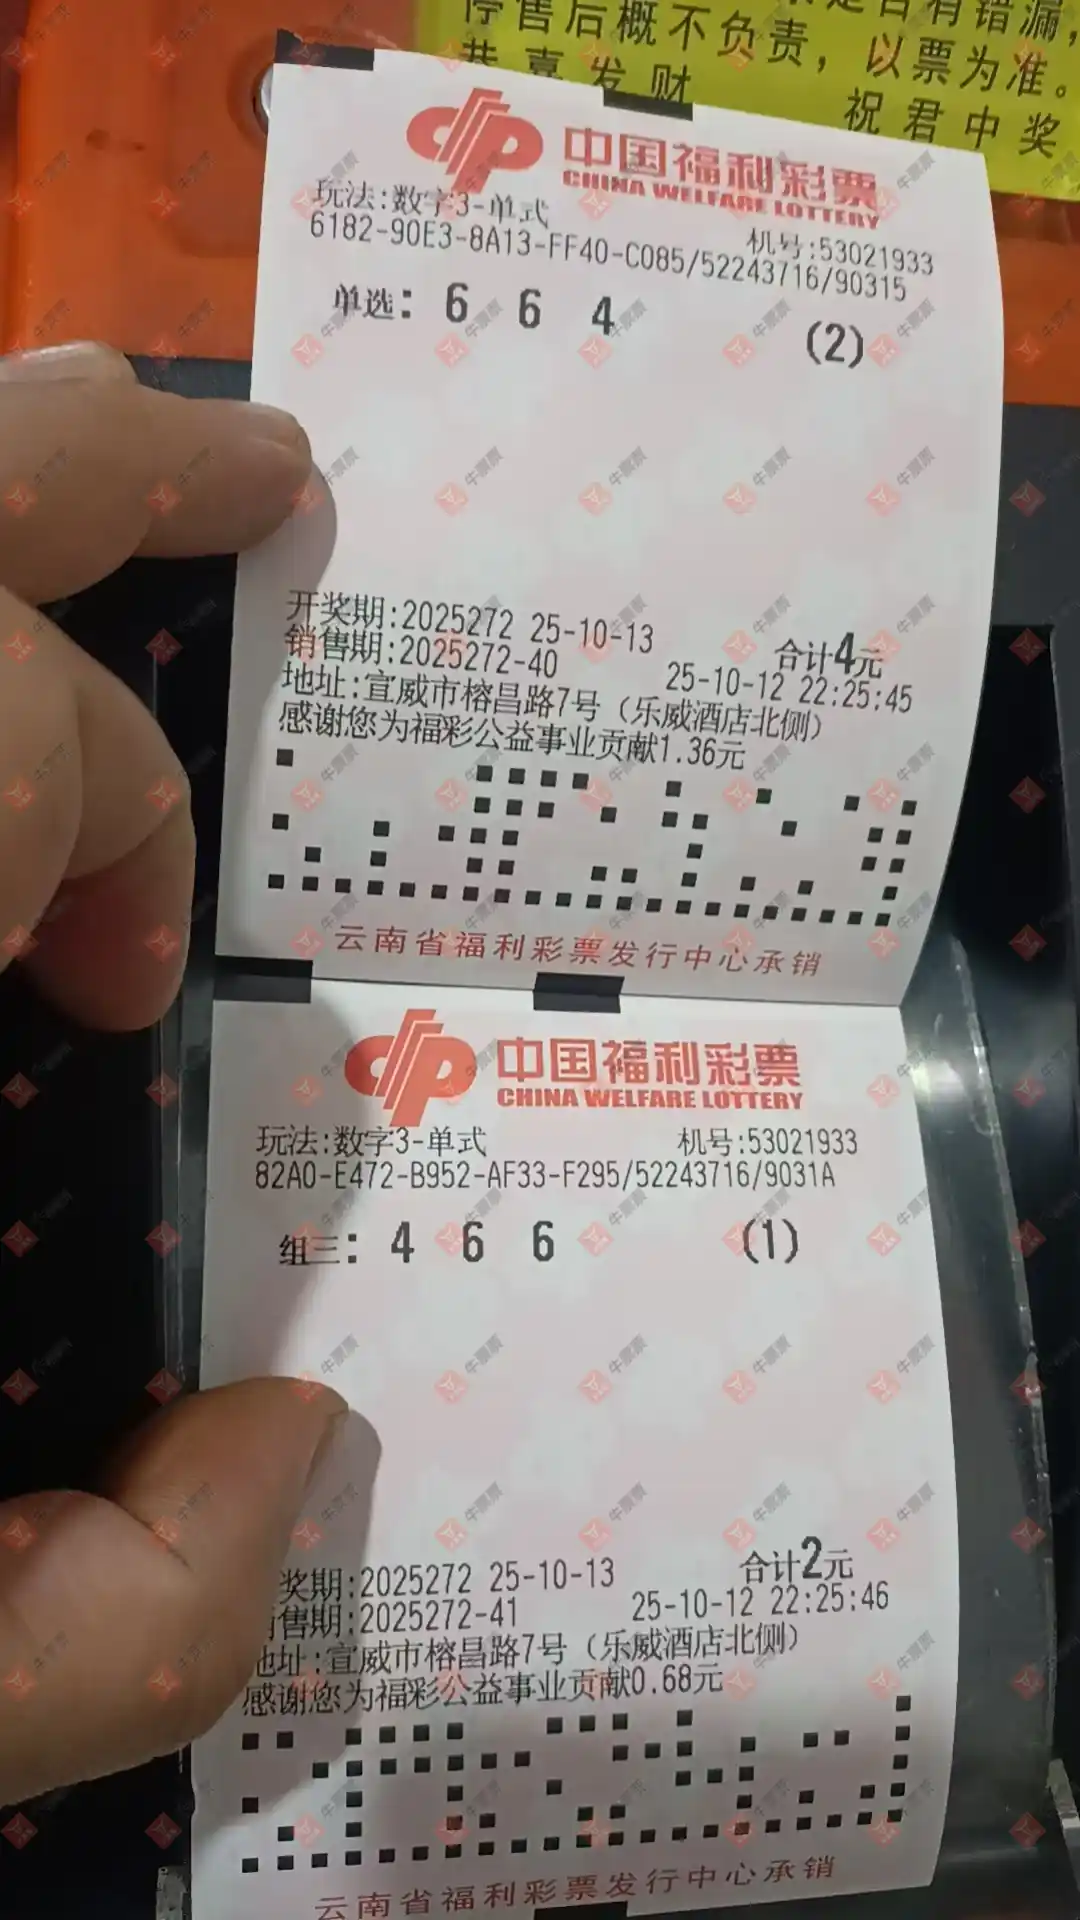 停售后概不负责，以票为准。
恭喜发财 祝君中奖
中国福利彩票
CHINA WELFARE LOTTERY
玩法:数字3-单式 机号:53021933
6182-90E3-8A13-FF40-C085/52243716/90315
单选: 6 6 4 (2)
开奖期:2025272 25-10-13 合计4元
销售期:2025272-40 25-10-12 22:25:45
地址:宣威市榕昌路7号（乐威酒店北侧）
感谢您为福彩公益事业贡献1.36元
云南省福利彩票发行中心承销
中国福利彩票
CHINA WELFARE LOTTERY
玩法:数字3-单式 机号:53021933
82A0-E472-B952-AF33-F295/52243716/9031A
组三: 4 6 6 (1)
奖期:2025272 25-10-13 合计2元
售期:2025272-41 25-10-12 22:25:46
地址:宣威市榕昌路7号（乐威酒店北侧）
感谢您为福彩公益事业贡献0.68元
云南省福利彩票发行中心承销
牛票票